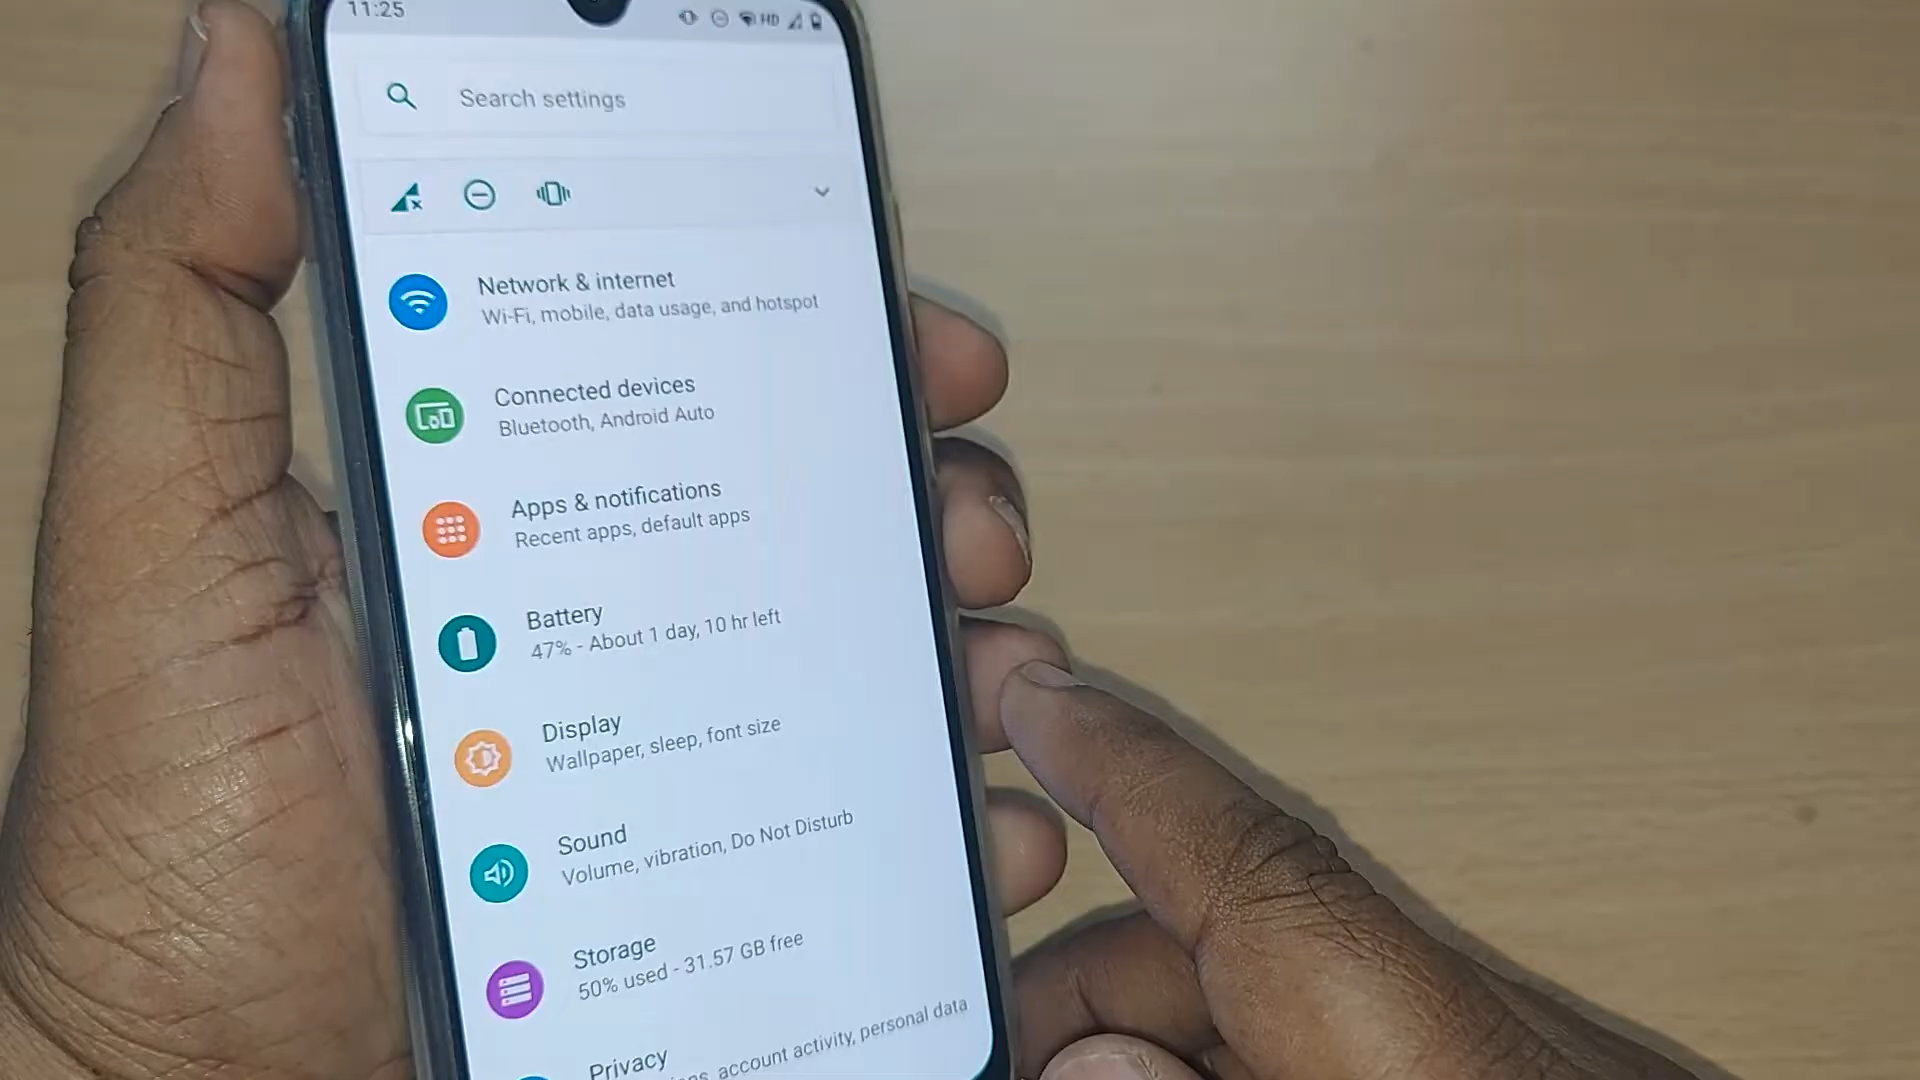 11:25
HD
Search settings
Network & internet
Wi-Fi, mobile, data usage, and hotspot
Connected devices
Bluetooth, Android Auto
Apps & notifications
Recent apps, default apps
Battery
47% - About 1 day, 10 hr left
Display
Wallpaper, sleep, font size
Sound
Volume, vibration, Do Not Disturb
Storage
50% used - 31.57 GB free
Privacy
account activity, personal data